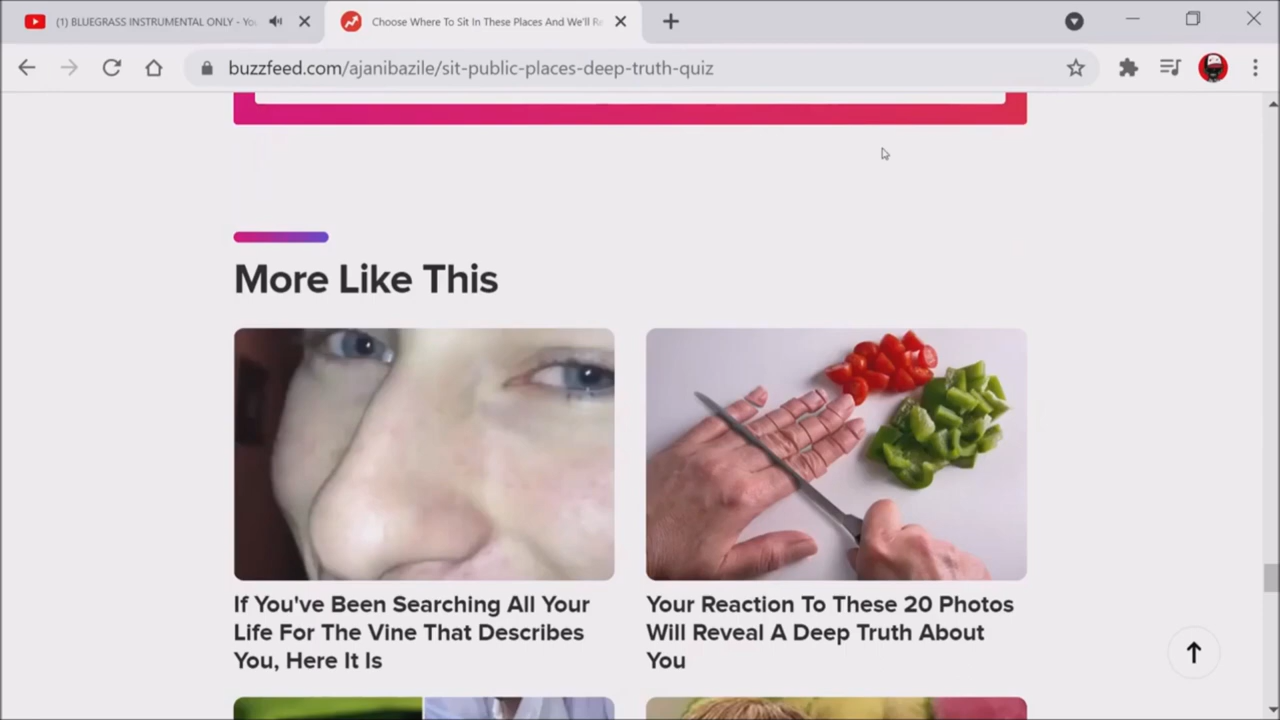 (1) BLUEGRASS INSTRUMENTAL ONLY - You
Choose Where To Sit In These Places And We'll Re
buzzfeed.com/ajanibazile/sit-public-places-deep-truth-quiz
More Like This
If You've Been Searching All Your
Life For The Vine That Describes
You, Here It Is
Your Reaction To These 20 Photos
Will Reveal A Deep Truth About
You